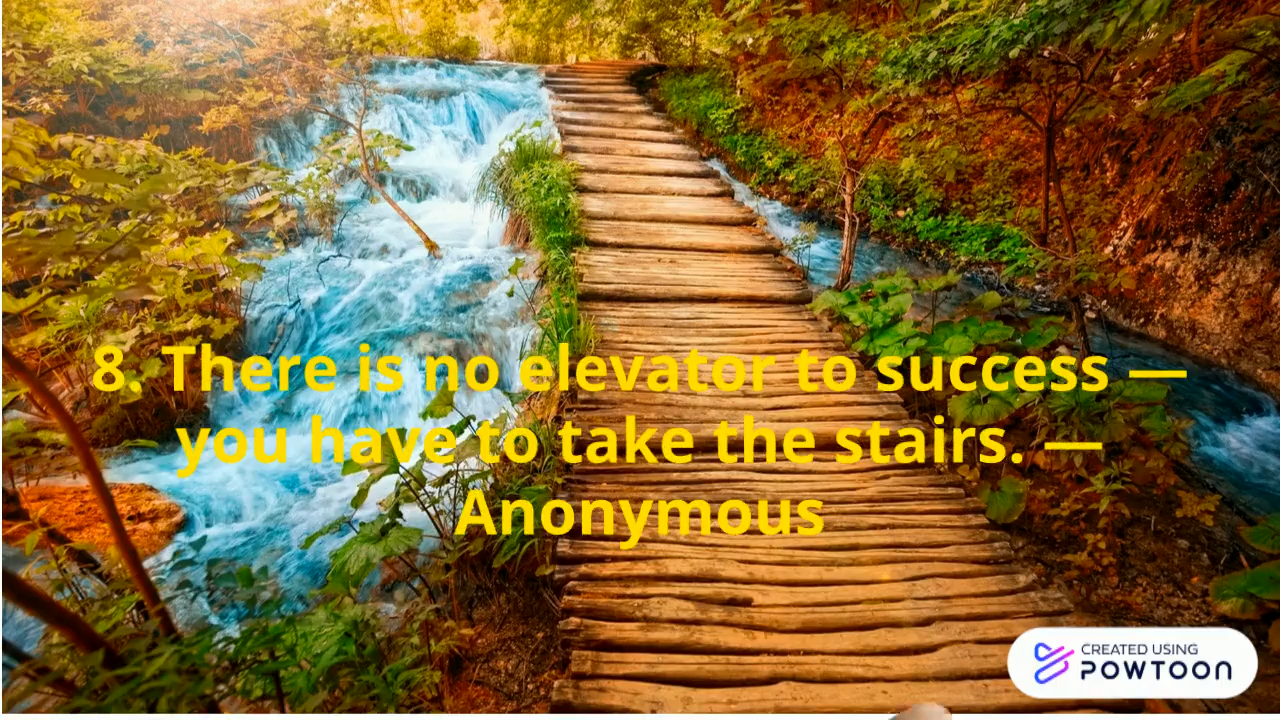 8. There is no elevator to success —
you have to take the stairs. —
Anonymous
CREATED USING
POWTOON